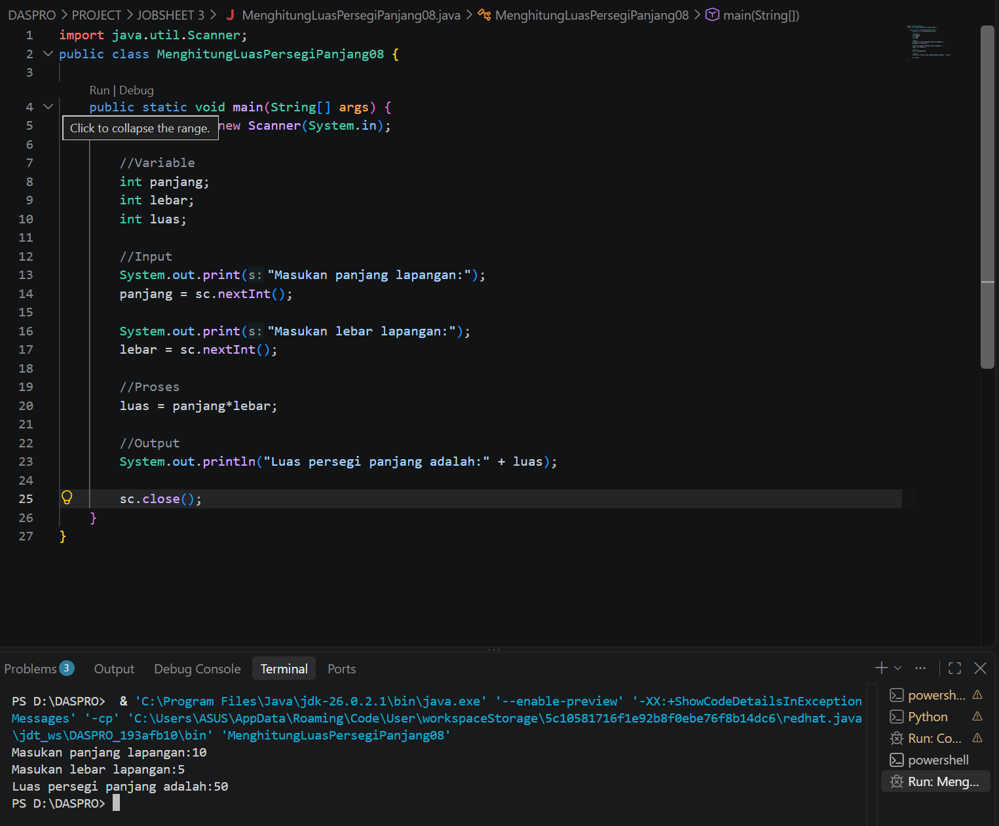 DASPRO > PROJECT > JOBSHEET 3 > J MenghitungLuasPersegiPanjang08.java > MenghitungLuasPersegiPanjang08 > main(String[])
1 import java.util.Scanner;
2 public class MenghitungLuasPersegiPanjang08 {
3
Run | Debug
4 public static void main(String[] args) {
5 Click to collapse the range. new Scanner(System.in);
6
7 //Variable
8 int panjang;
9 int lebar;
10 int luas;
11
12 //Input
13 System.out.print(s: "Masukan panjang lapangan:");
14 panjang = sc.nextInt();
15
16 System.out.print(s: "Masukan lebar lapangan:");
17 lebar = sc.nextInt();
18
19 //Proses
20 luas = panjang*lebar;
21
22 //Output
23 System.out.println("Luas persegi panjang adalah:" + luas);
24
25 sc.close();
26 }
27 }
Problems 3 Output Debug Console Terminal Ports
PS D:\DASPRO>  & 'C:\Program Files\Java\jdk-26.0.2.1\bin\java.exe' '--enable-preview' '-XX:+ShowCodeDetailsInException
Messages' '-cp' 'C:\Users\ASUS\AppData\Roaming\Code\User\workspaceStorage\5c10581716f1e92b8f0ebe76f8b14dc6\redhat.java
\jdt_ws\DASPRO_193afb10\bin' 'MenghitungLuasPersegiPanjang08'
Masukan panjang lapangan:10
Masukan lebar lapangan:5
Luas persegi panjang adalah:50
PS D:\DASPRO>
powersh...
Python
Run: Co...
powershell
Run: Meng...